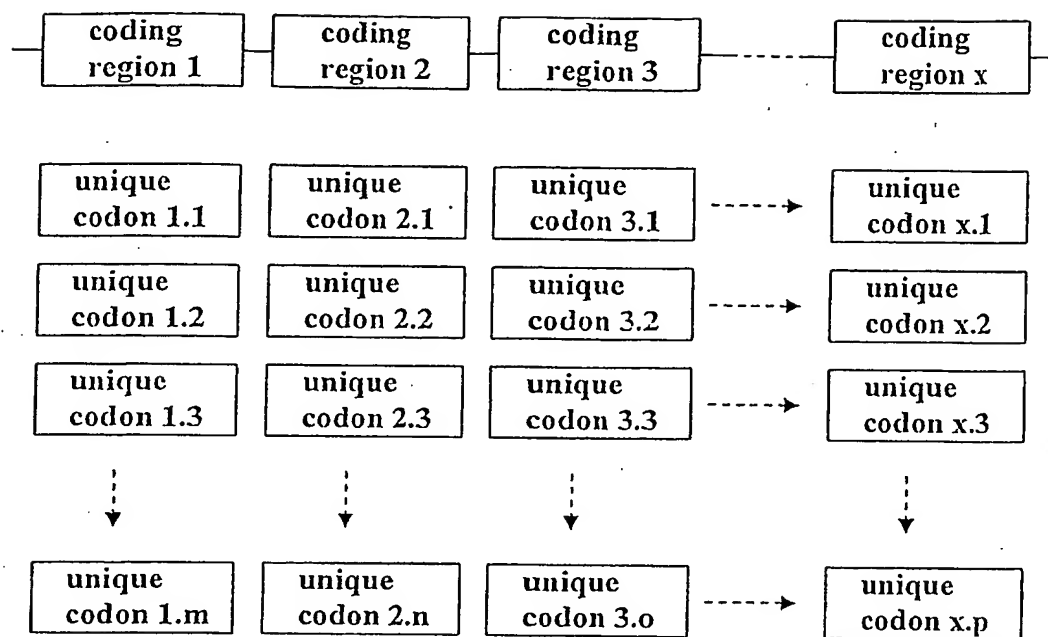 coding
region 1
coding
region 2
coding
region 3
coding
region x
unique
codon 1.1
unique
codon 2.1
unique
codon 3.1
unique
codon x.1
unique
codon 1.2
unique
codon 2.2
unique
codon 3.2
unique
codon x.2
unique
codon 1.3
unique
codon 2.3
unique
codon 3.3
unique
codon x.3
unique
codon 1.m
unique
codon 2.n
unique
codon 3.o
unique
codon x.p